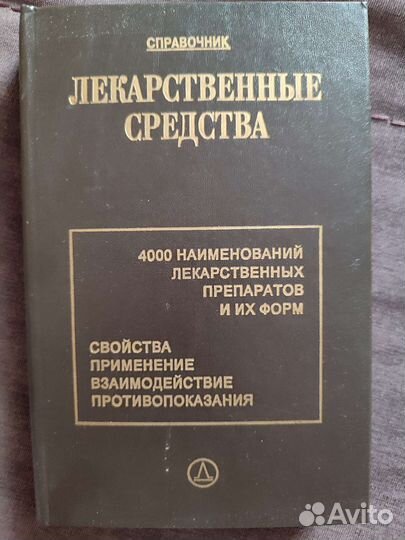 СПРАВОЧНИК
ЛЕКАРСТВЕННЫЕ
СРЕДСТВА
4000 НАИМЕНОВАНИЙ
ЛЕКАРСТВЕННЫХ
ПРЕПАРАТОВ
И ИХ ФОРМ
СВОЙСТВА
ПРИМЕНЕНИЕ
ВЗАИМОДЕЙСТВИЕ
ПРОТИВОПОКАЗАНИЯ
Avito